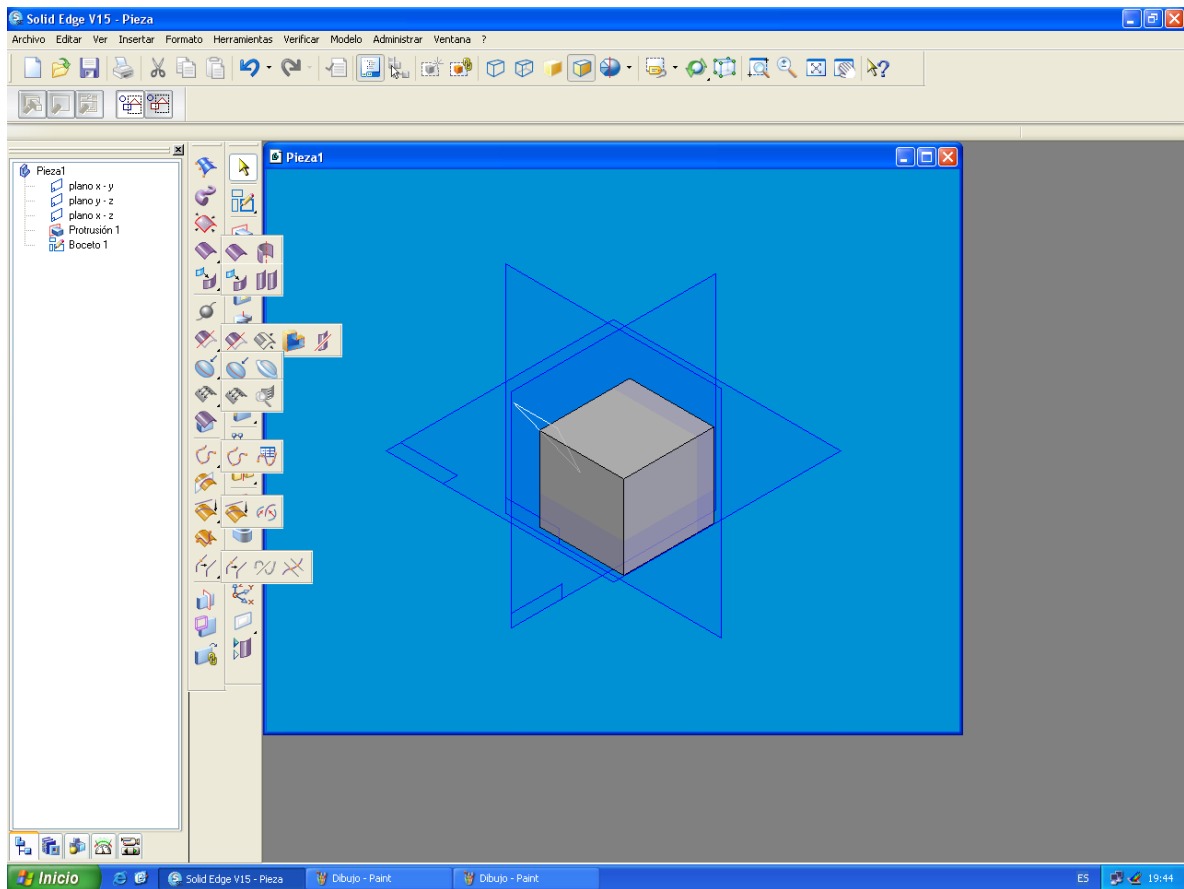 Solid Edge V15 - Pieza
Archivo Editar Ver Insertar Formato Herramientas Verificar Modelo Administrar Ventana ?
Pieza1
Pieza1
plano x - y
plano y - z
plano x - z
Protrusión 1
Boceto 1
Inicio Solid Edge V15 - Pieza Dibujo - Paint Dibujo - Paint ES 19:44